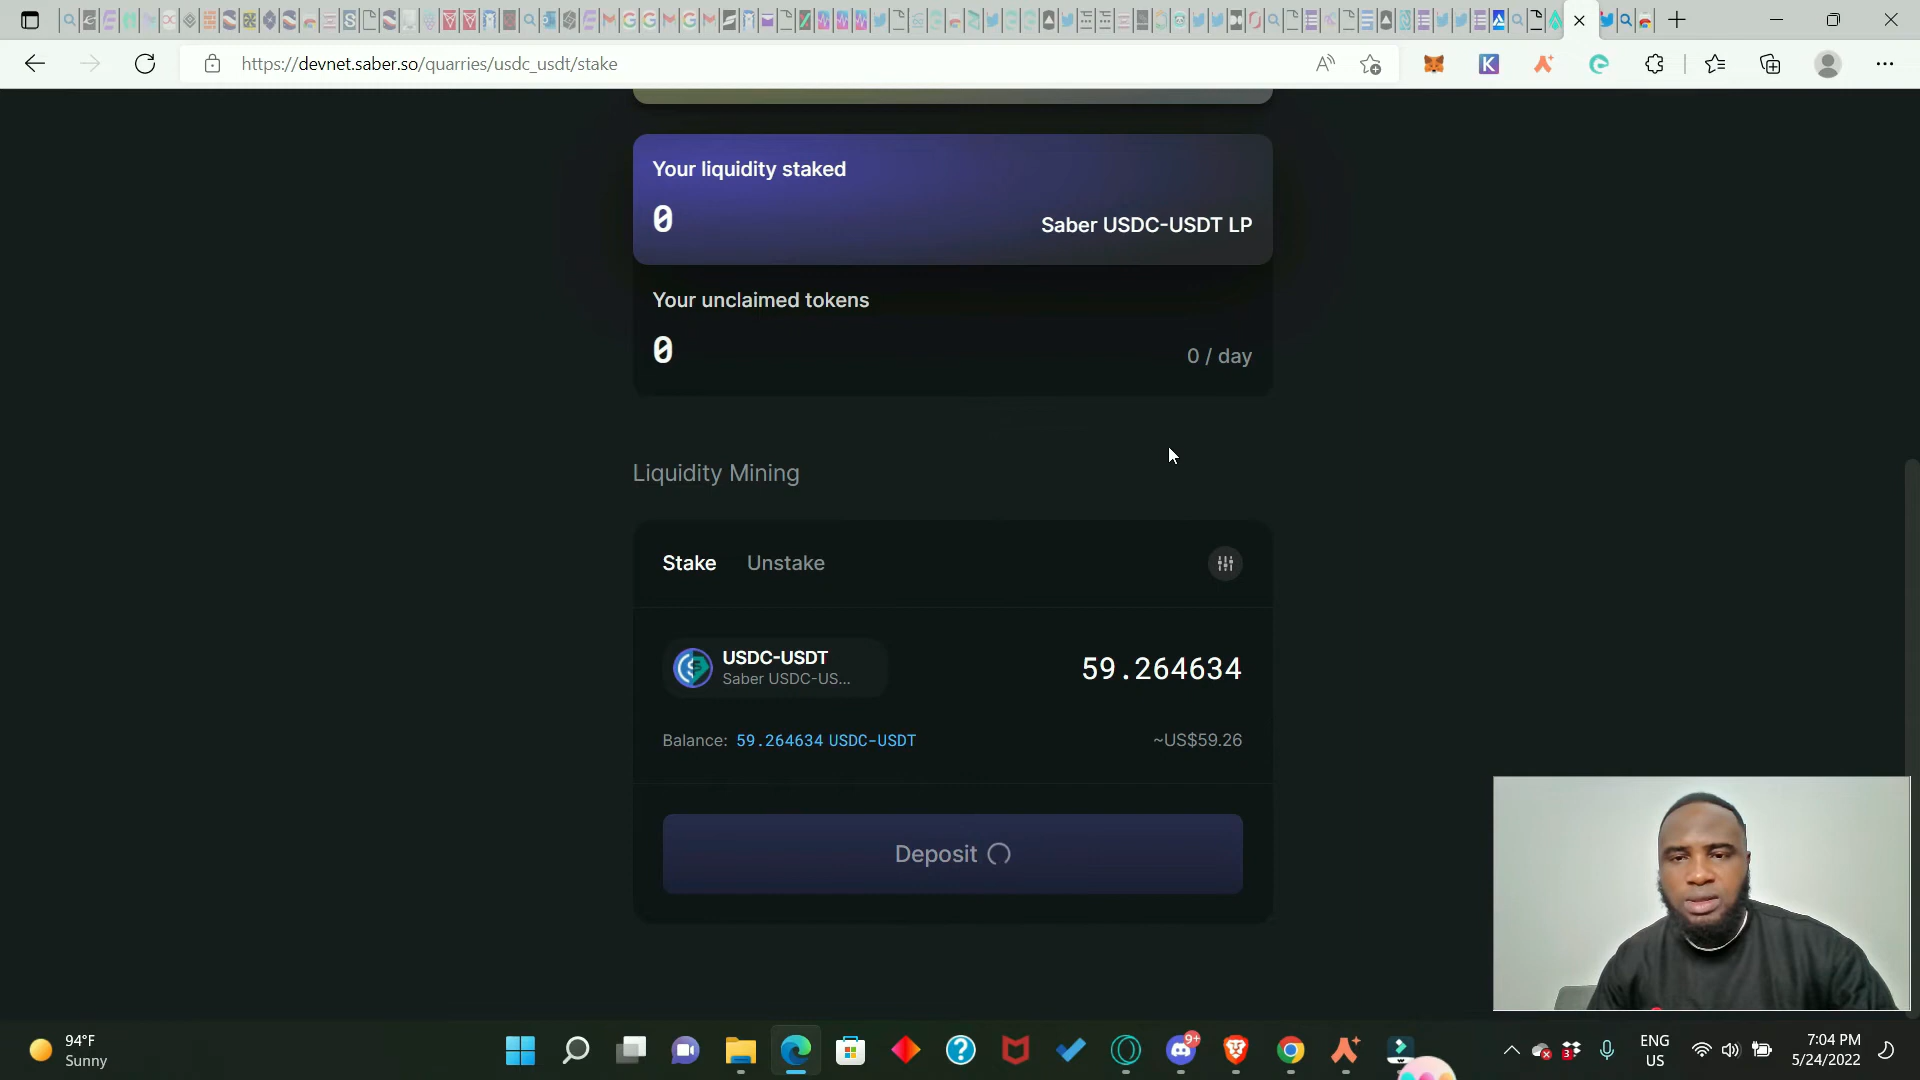 https://devnet.saber.so/quarries/usdc_usdt/stake
Your liquidity staked
0
Saber USDC-USDT LP
Your unclaimed tokens
0
0 / day
Liquidity Mining
Stake
Unstake
USDC-USDT
Saber USDC-US...
59.264634
Balance: 59.264634 USDC-USDT
~US$59.26
Deposit
94°F
Sunny
9+
3
ENG
US
7:04 PM
5/24/2022